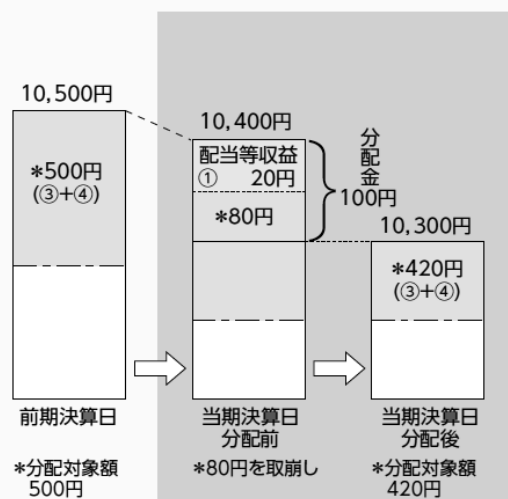 10,500円
*500円
(③+④)
10,400円
配当等収益
① 20円
*80円
分配金
100円
10,300円
*420円
(③+④)
前期決算日
当期決算日
分配前
当期決算日
分配後
*分配対象額
500円
*80円を取崩し
*分配対象額
420円